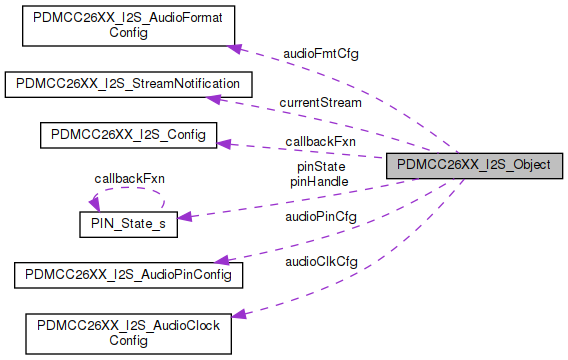 PDMCC26XX_I2S_AudioFormat
Config
audioFmtCfg
PDMCC26XX_I2S_StreamNotification
currentStream
PDMCC26XX_I2S_Config
callbackFxn
PDMCC26XX_I2S_Object
pinState
pinHandle
callbackFxn
PIN_State_s
audioPinCfg
PDMCC26XX_I2S_AudioPinConfig
audioClkCfg
PDMCC26XX_I2S_AudioClock
Config